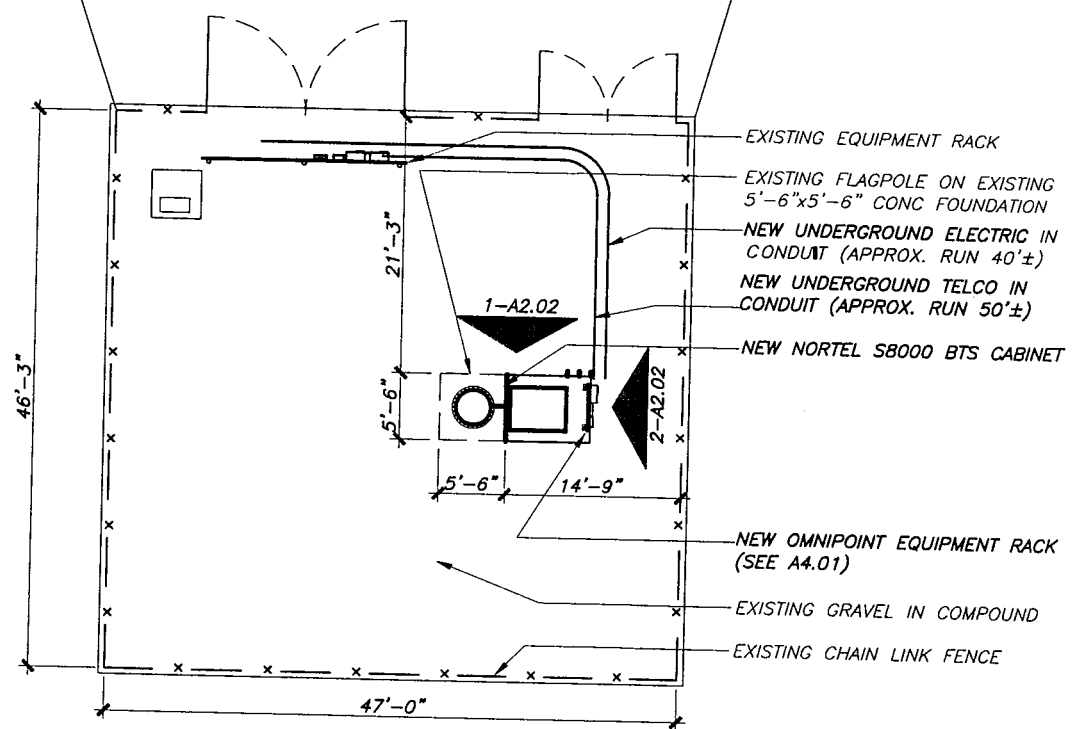 EXISTING EQUIPMENT RACK
EXISTING FLAGPOLE ON EXISTING
5'-6"x5'-6" CONC FOUNDATION
NEW UNDERGROUND ELECTRIC IN
CONDUIT (APPROX. RUN 40'±)
NEW UNDERGROUND TELCO IN
CONDUIT (APPROX. RUN 50'±)
NEW NORTEL S8000 BTS CABINET
21'-3"
1-A2.02
2-A2.02
46'-3"
5'-6"
5'-6"
14'-9"
NEW OMNIPOINT EQUIPMENT RACK
(SEE A4.01)
EXISTING GRAVEL IN COMPOUND
EXISTING CHAIN LINK FENCE
47'-0"